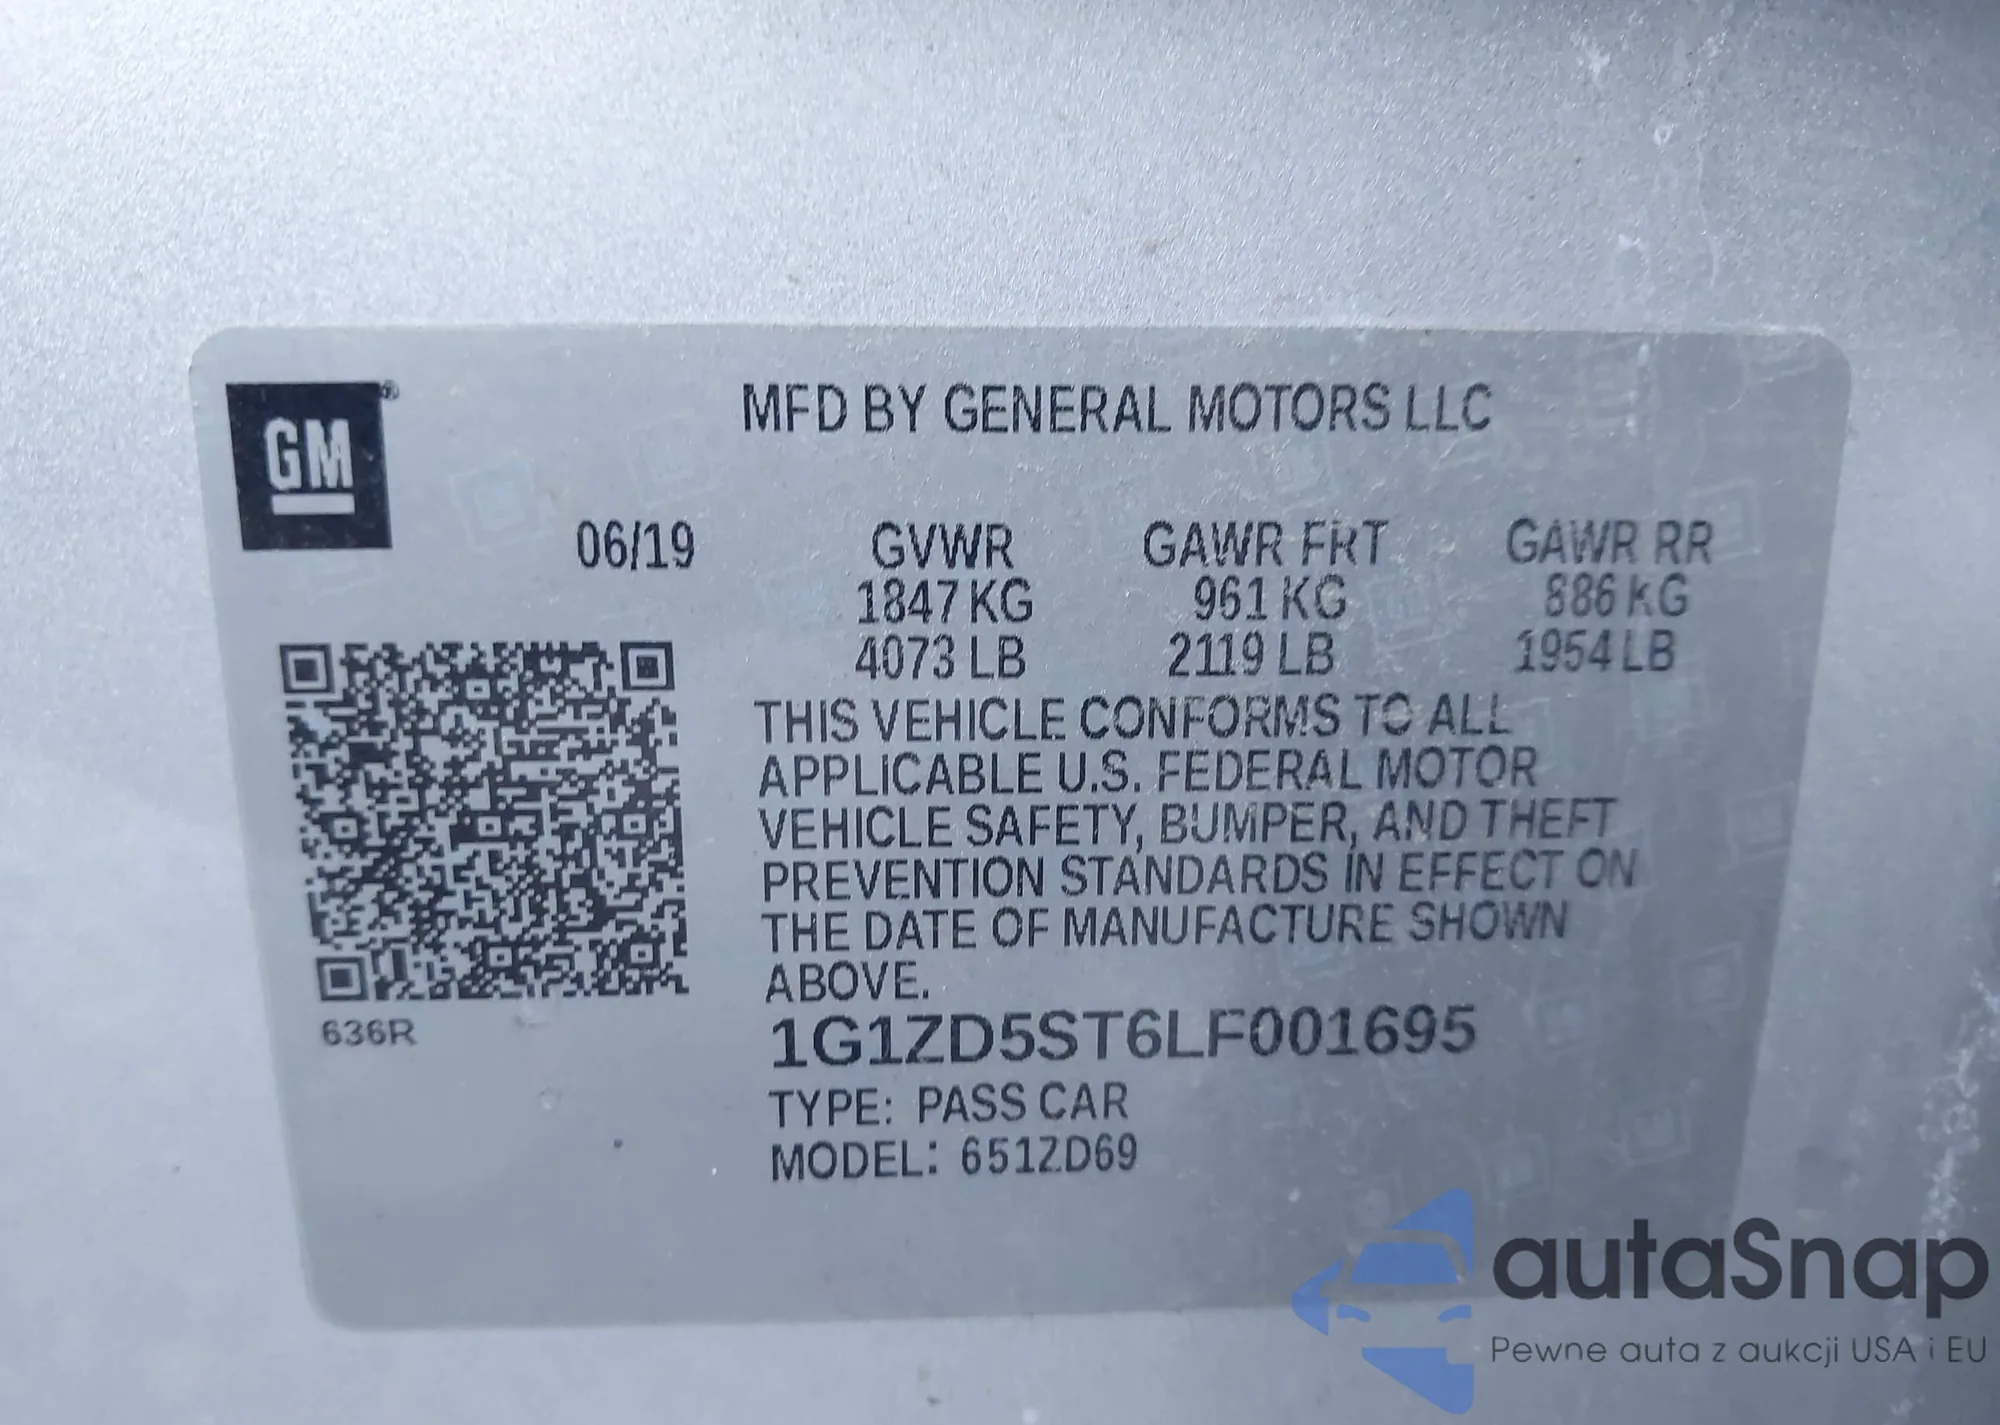 GM®
MFD BY GENERAL MOTORS LLC
06/19 GVWR GAWR FRT GAWR RR
1847 KG 961 KG 886 KG
4073 LB 2119 LB 1954 LB
THIS VEHICLE CONFORMS TO ALL
APPLICABLE U.S. FEDERAL MOTOR
VEHICLE SAFETY, BUMPER, AND THEFT
PREVENTION STANDARDS IN EFFECT ON
THE DATE OF MANUFACTURE SHOWN
ABOVE.
636R
1G1ZD5ST6LF001695
TYPE: PASS CAR
MODEL: 651ZD69
autaSnap
Pewne auta z aukcji USA i EU